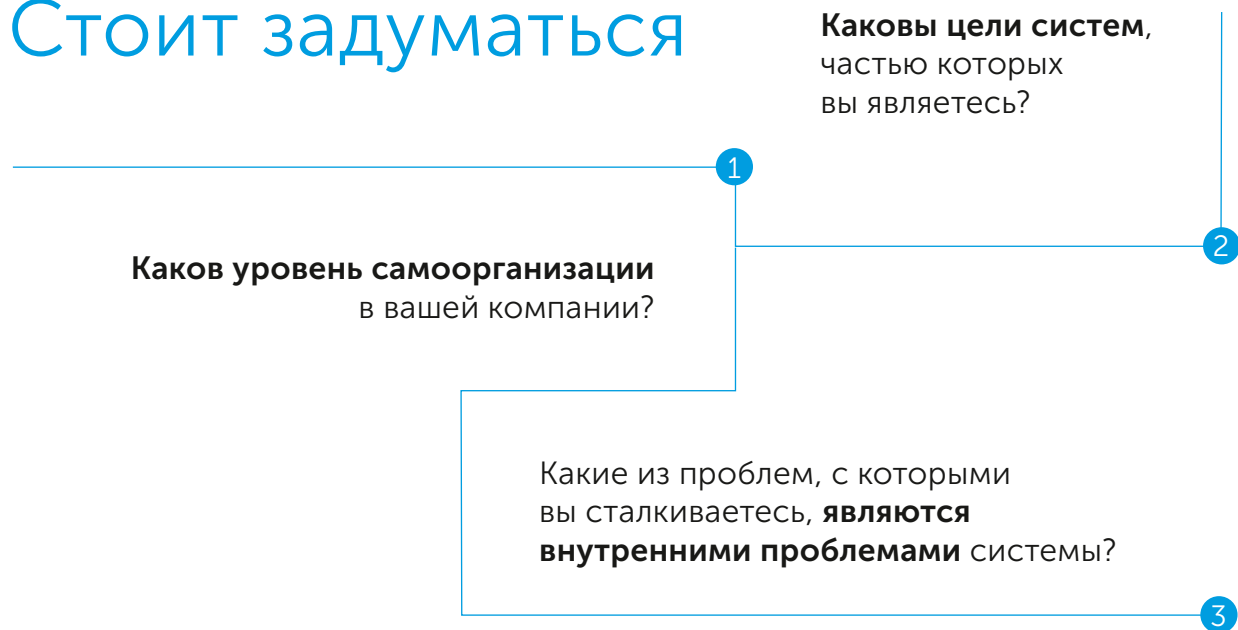 Стоит задуматься
1
Каков уровень самоорганизации
в вашей компании?
Каковы цели систем,
частью которых
вы являетесь?
2
Какие из проблем, с которыми
вы сталкиваетесь, являются
внутренними проблемами системы?
3